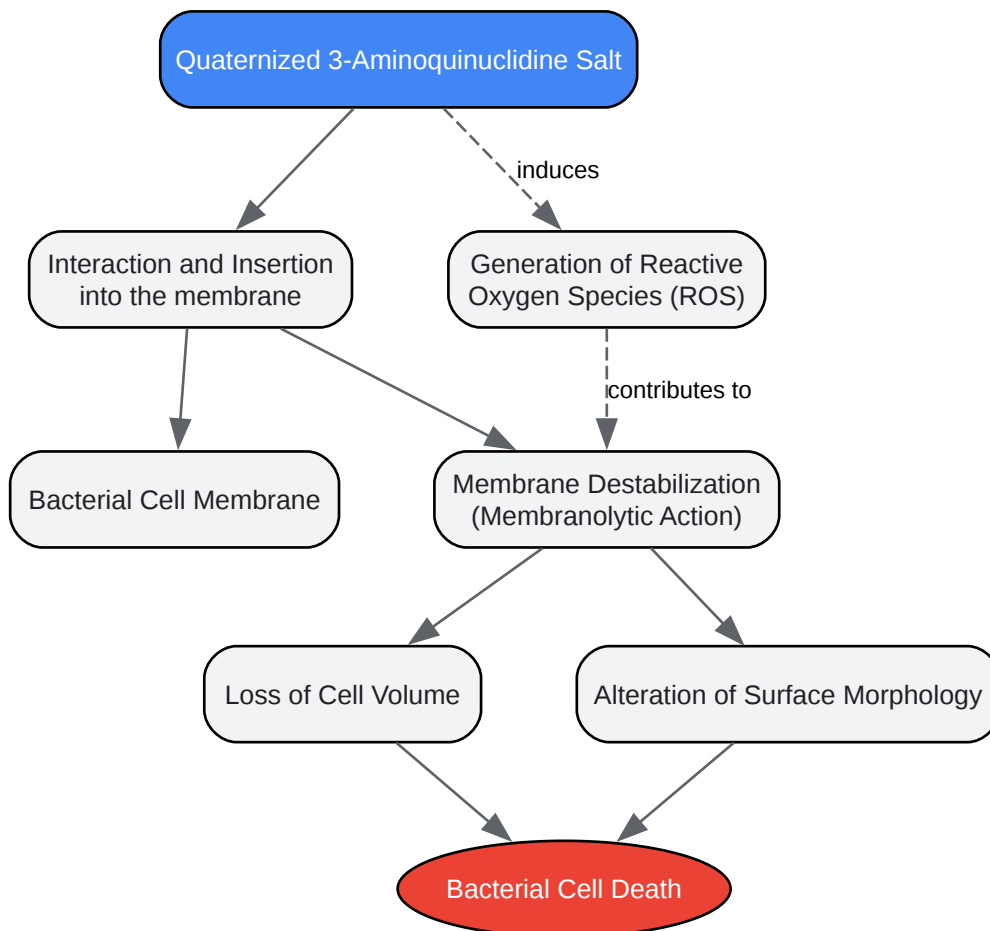 Quaternized 3-Aminoquinuclidine Salt
induces
Interaction and Insertion
into the membrane
Generation of Reactive
Oxygen Species (ROS)
contributes to
Bacterial Cell Membrane
Membrane Destabilization
(Membranolytic Action)
Loss of Cell Volume
Alteration of Surface Morphology
Bacterial Cell Death